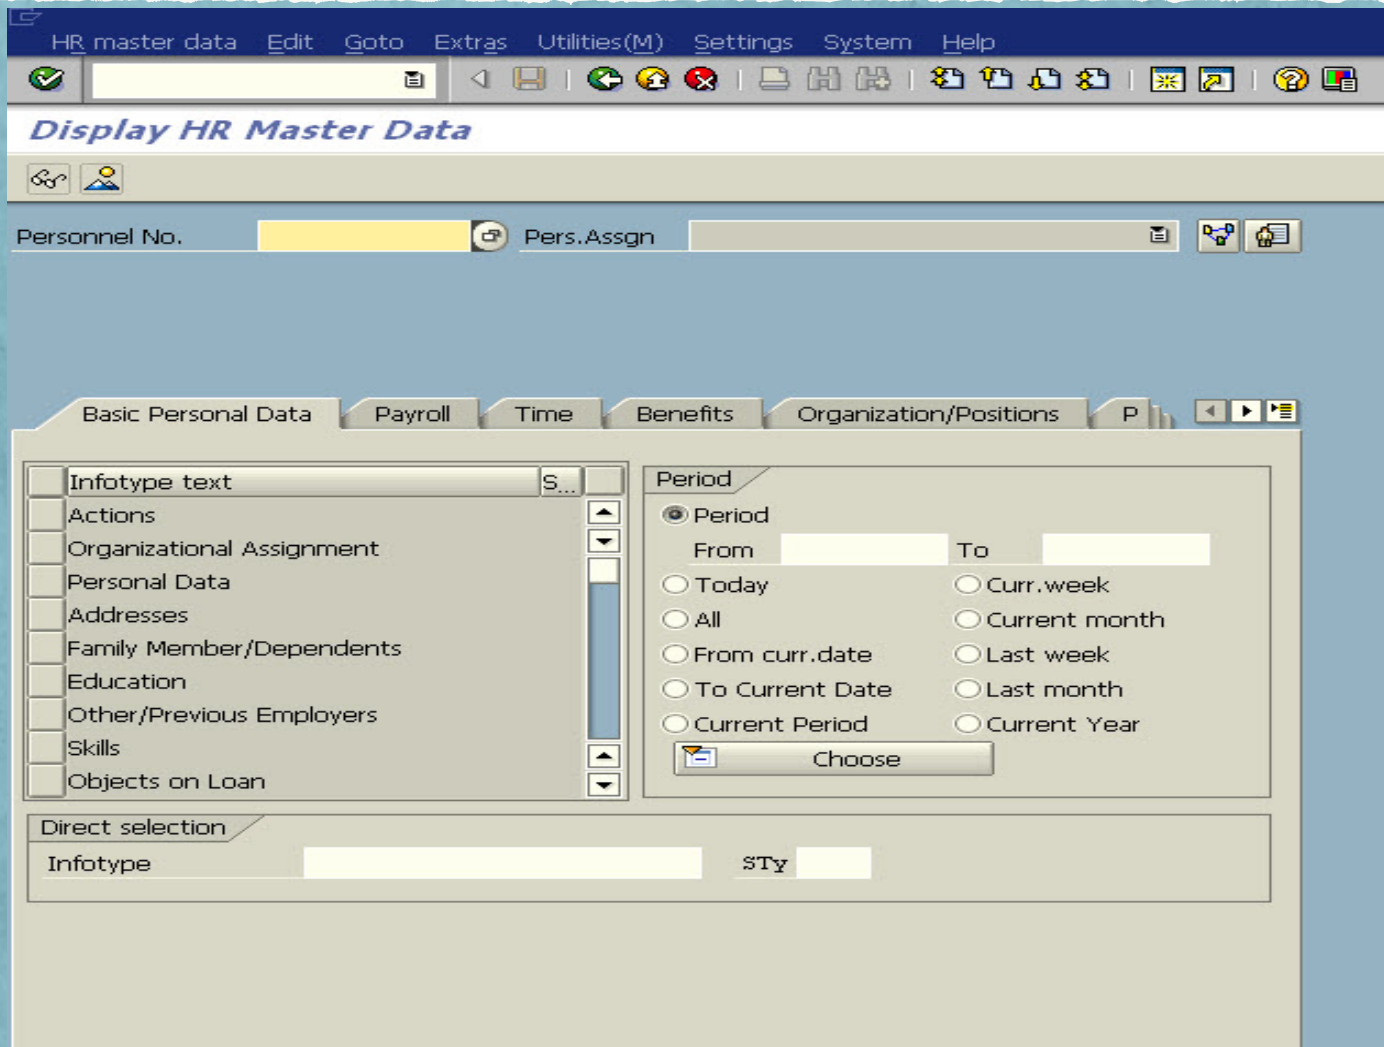 HR master data Edit Goto Extras Utilities(M) Settings System Help
Display HR Master Data
Personnel No. Pers.Assgn
Basic Personal Data Payroll Time Benefits Organization/Positions P
Infotype text S...
Actions
Organizational Assignment
Personal Data
Addresses
Family Member/Dependents
Education
Other/Previous Employers
Skills
Objects on Loan
Period
Period
From To
Today Curr.week
All Current month
From curr.date Last week
To Current Date Last month
Current Period Current Year
Choose
Direct selection
Infotype STy